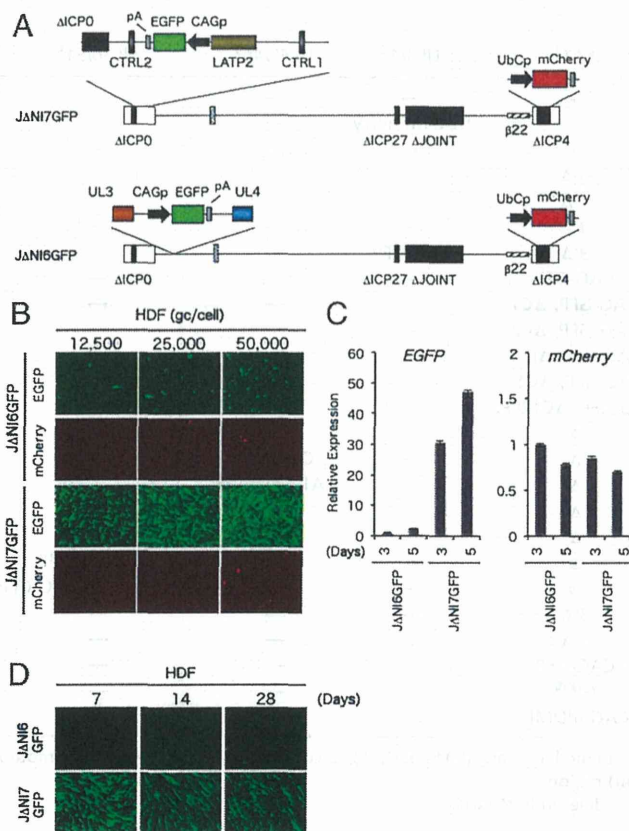 A
ΔICP0
pA
EGFP
CAGp
CTRL2
LATP2
CTRL1
UbCp
mCherry
JΔNI7GFP
ΔICP0
ΔICP27
ΔJOINT
β22
ΔICP4
UL3
CAGp
EGFP
pA
UL4
UbCp
mCherry
JΔNI6GFP
ΔICP0
ΔICP27
ΔJOINT
β22
ΔICP4
B
HDF (gc/cell)
12,500 25,000 50,000
JΔNI6GFP
EGFP
mCherry
JΔNI7GFP
EGFP
mCherry
C
EGFP
Relative Expression
60
50
40
30
20
10
0
(Days) 3 5 3 5
JΔNI6GFP
JΔNI7GFP
mCherry
2
1.5
1
0.5
0
3 5 3 5
JΔNI6GFP
JΔNI7GFP
D
HDF
7 14 28 (Days)
JΔNI6
GFP
JΔNI7
GFP